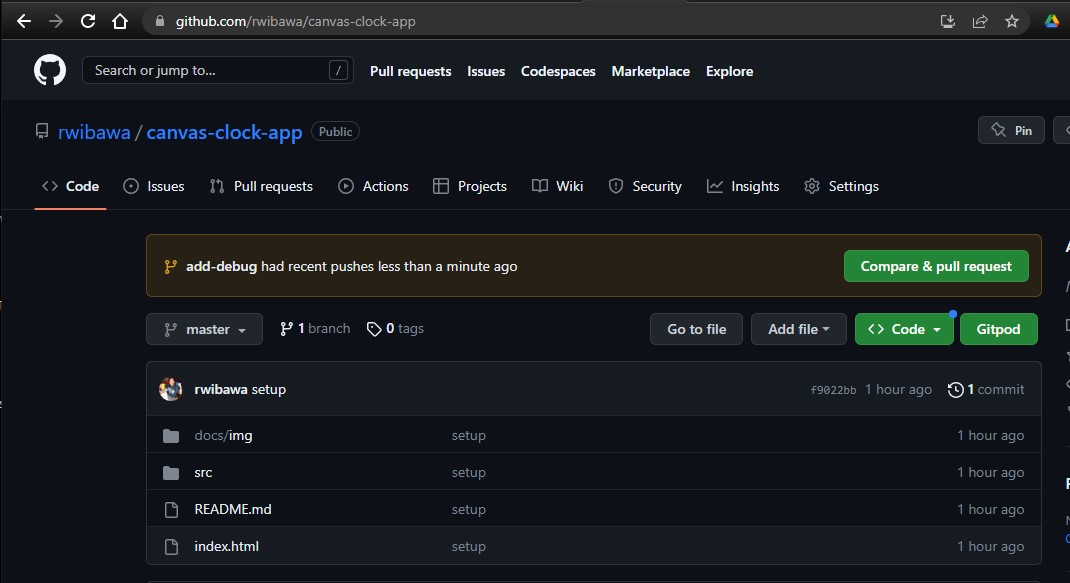 github.com/rwibawa/canvas-clock-app
Search or jump to... / Pull requests Issues Codespaces Marketplace Explore
rwibawa / canvas-clock-app Public Pin
Code Issues Pull requests Actions Projects Wiki Security Insights Settings
add-debug had recent pushes less than a minute ago Compare & pull request
master 1 branch 0 tags Go to file Add file Code Gitpod
rwibawa setup f9022bb 1 hour ago 1 commit
docs/img setup 1 hour ago
src setup 1 hour ago
README.md setup 1 hour ago
index.html setup 1 hour ago